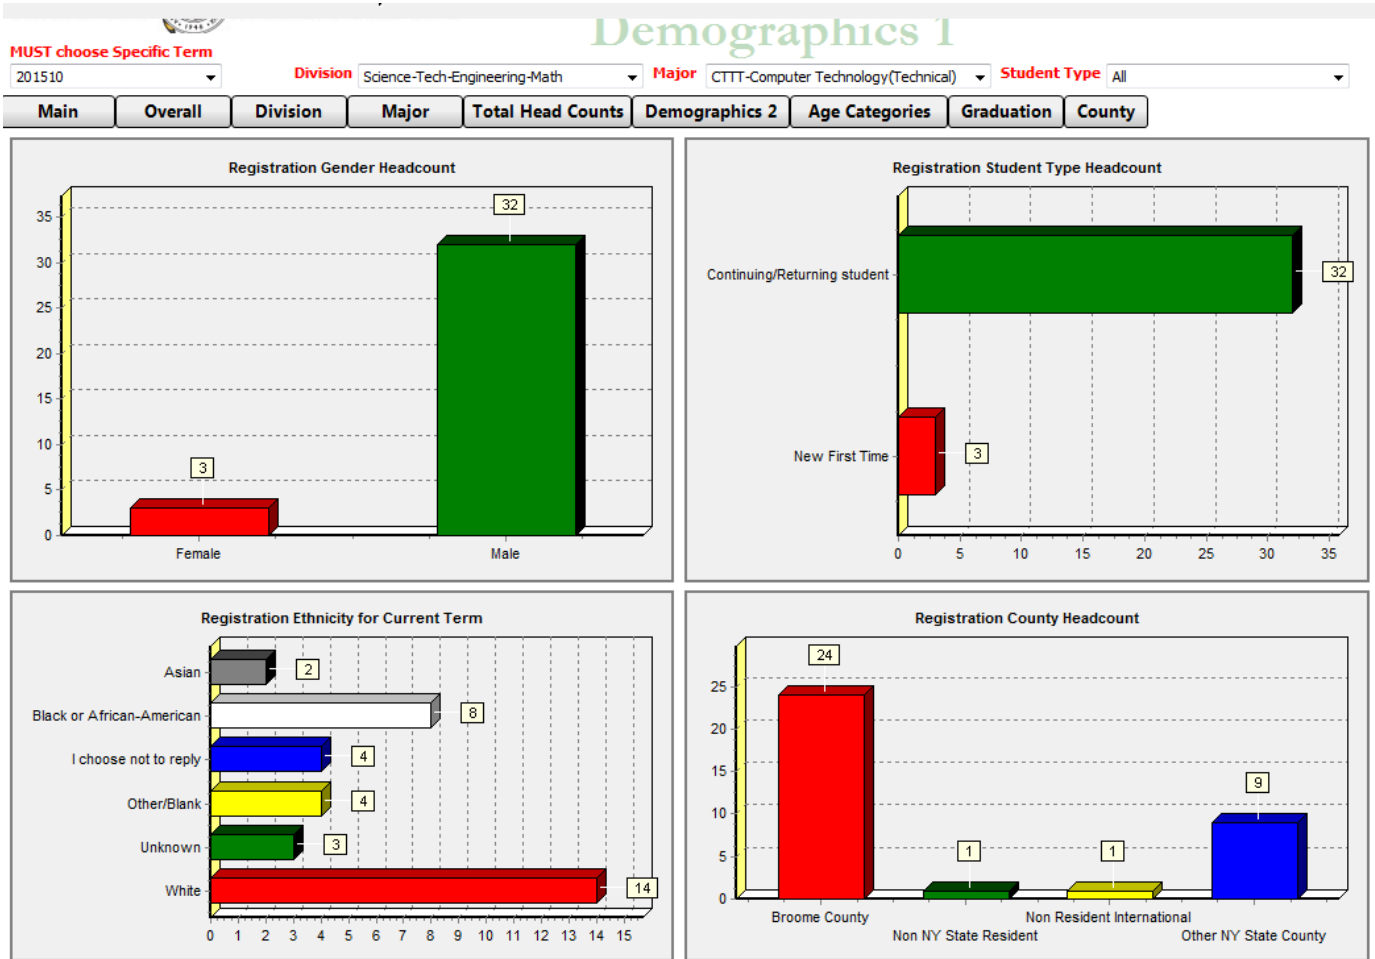 1946
Demographics 1
MUST choose Specific Term
201510
Division Science-Tech-Engineering-Math Major CTTT-Computer Technology(Technical) Student Type All
Main Overall Division Major Total Head Counts Demographics 2 Age Categories Graduation County
Registration Gender Headcount
35
30
25
20
15
10
5
0
32
3
Female Male
Registration Student Type Headcount
Continuing/Returning student 32
New First Time 3
0 5 10 15 20 25 30 35
Registration Ethnicity for Current Term
Asian 2
Black or African-American 8
I choose not to reply 4
Other/Blank 4
Unknown 3
White 14
0 1 2 3 4 5 6 7 8 9 10 11 12 13 14 15
Registration County Headcount
25
20
15
10
5
0
24
1
1
9
Broome County Non Resident International
Non NY State Resident Other NY State County